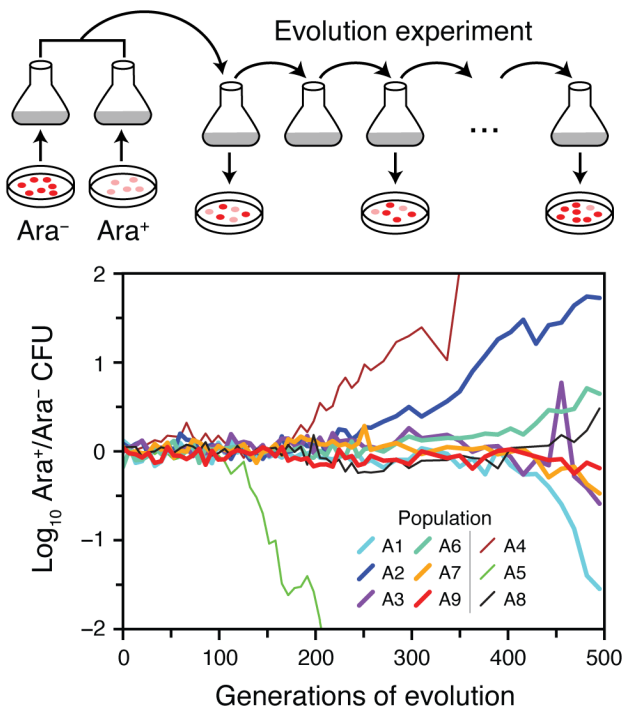 Evolution experiment
...
Ara⁻ Ara⁺
2
1
0
−1
−2
Log₁₀ Ara⁺/Ara⁻ CFU
Population
A1 A6 A4
A2 A7 A5
A3 A9 A8
0 100 200 300 400 500
Generations of evolution